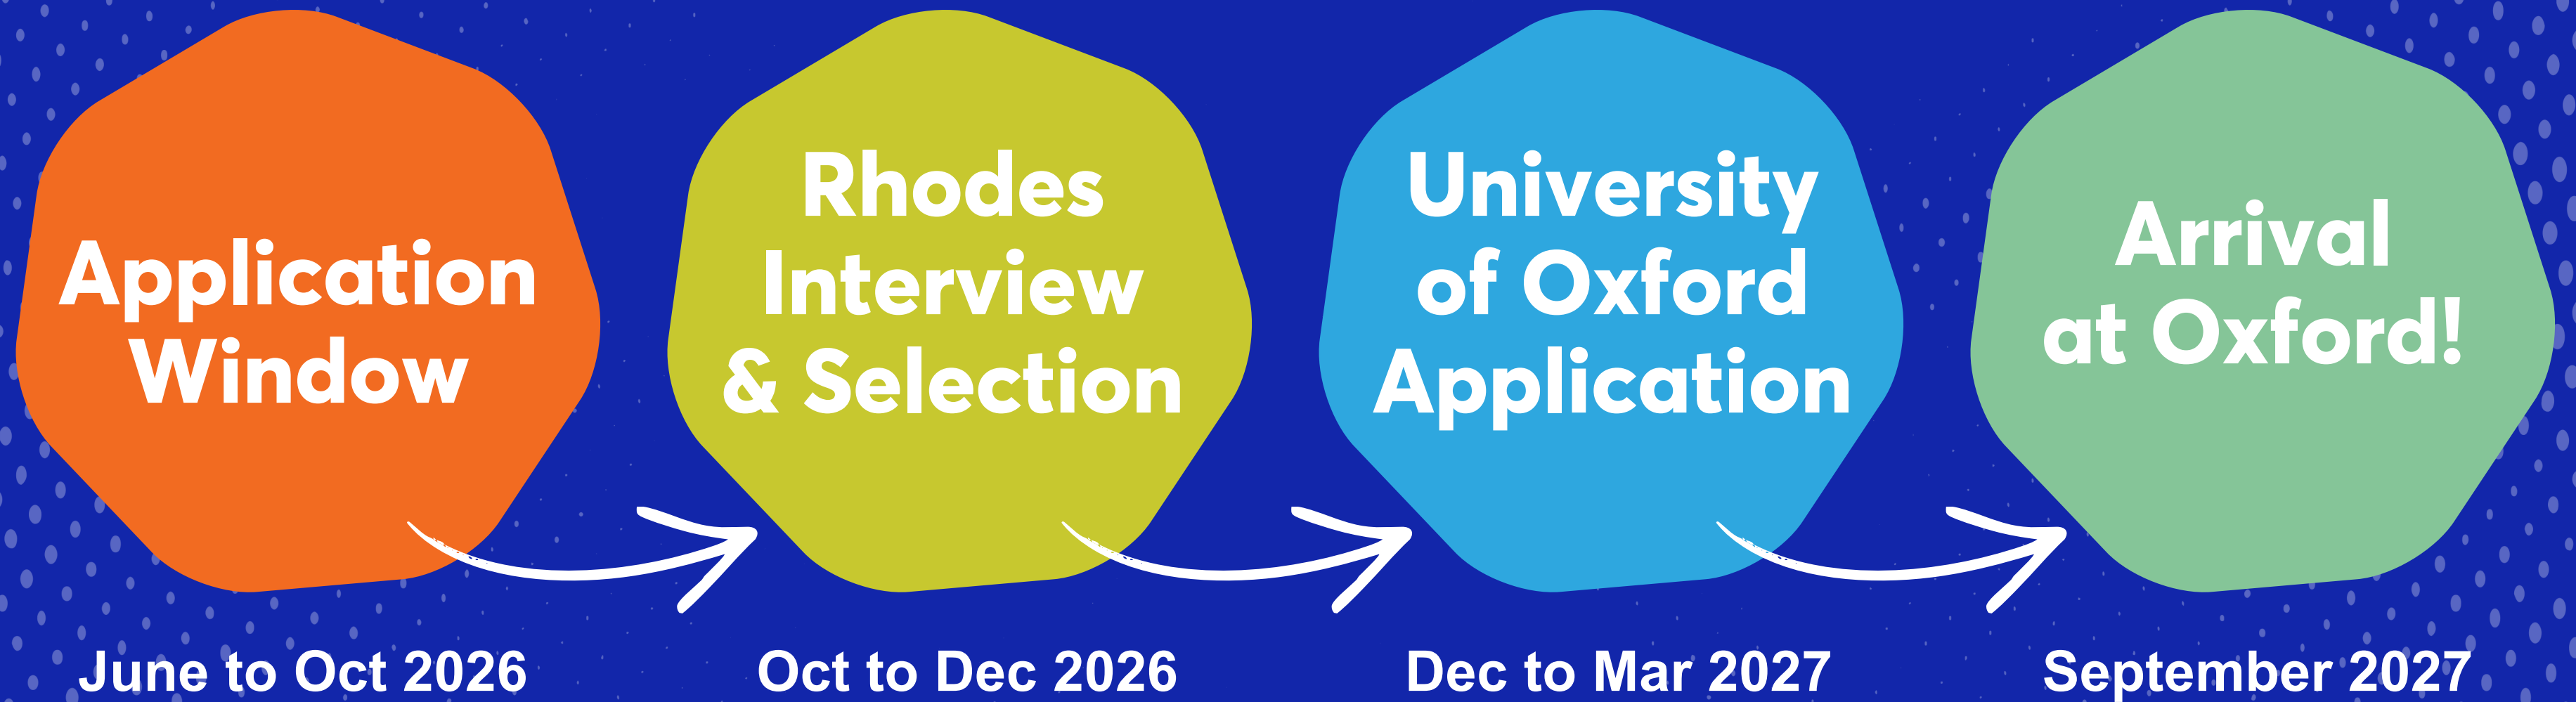 Application
Window
June to Oct 2026
Rhodes
Interview
& Selection
Oct to Dec 2026
University
of Oxford
Application
Dec to Mar 2027
Arrival
at Oxford!
September 2027